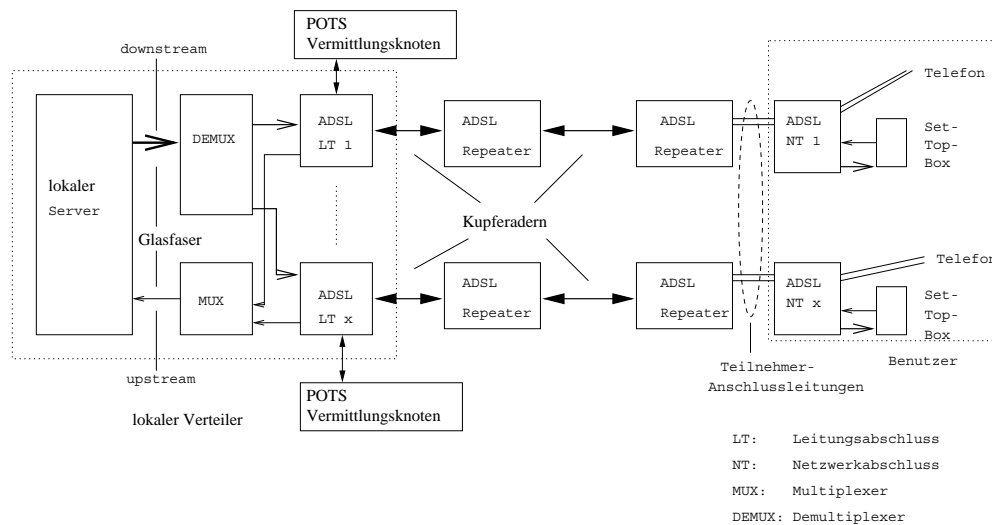 POTS
Vermittlungsknoten
downstream
Telefon
lokaler
Server
DEMUX
ADSL
LT 1
ADSL
Repeater
ADSL
Repeater
ADSL
NT 1
Set-
Top-
Box
Glasfaser
Kupferadern
MUX
ADSL
LT x
ADSL
Repeater
ADSL
Repeater
ADSL
NT x
Telefon
Set-
Top-
Box
Benutzer
upstream
Teilnehmer-
Anschlussleitungen
POTS
Vermittlungsknoten
lokaler Verteiler
LT: Leitungsabschluss
NT: Netzwerkabschluss
MUX: Multiplexer
DEMUX: Demultiplexer